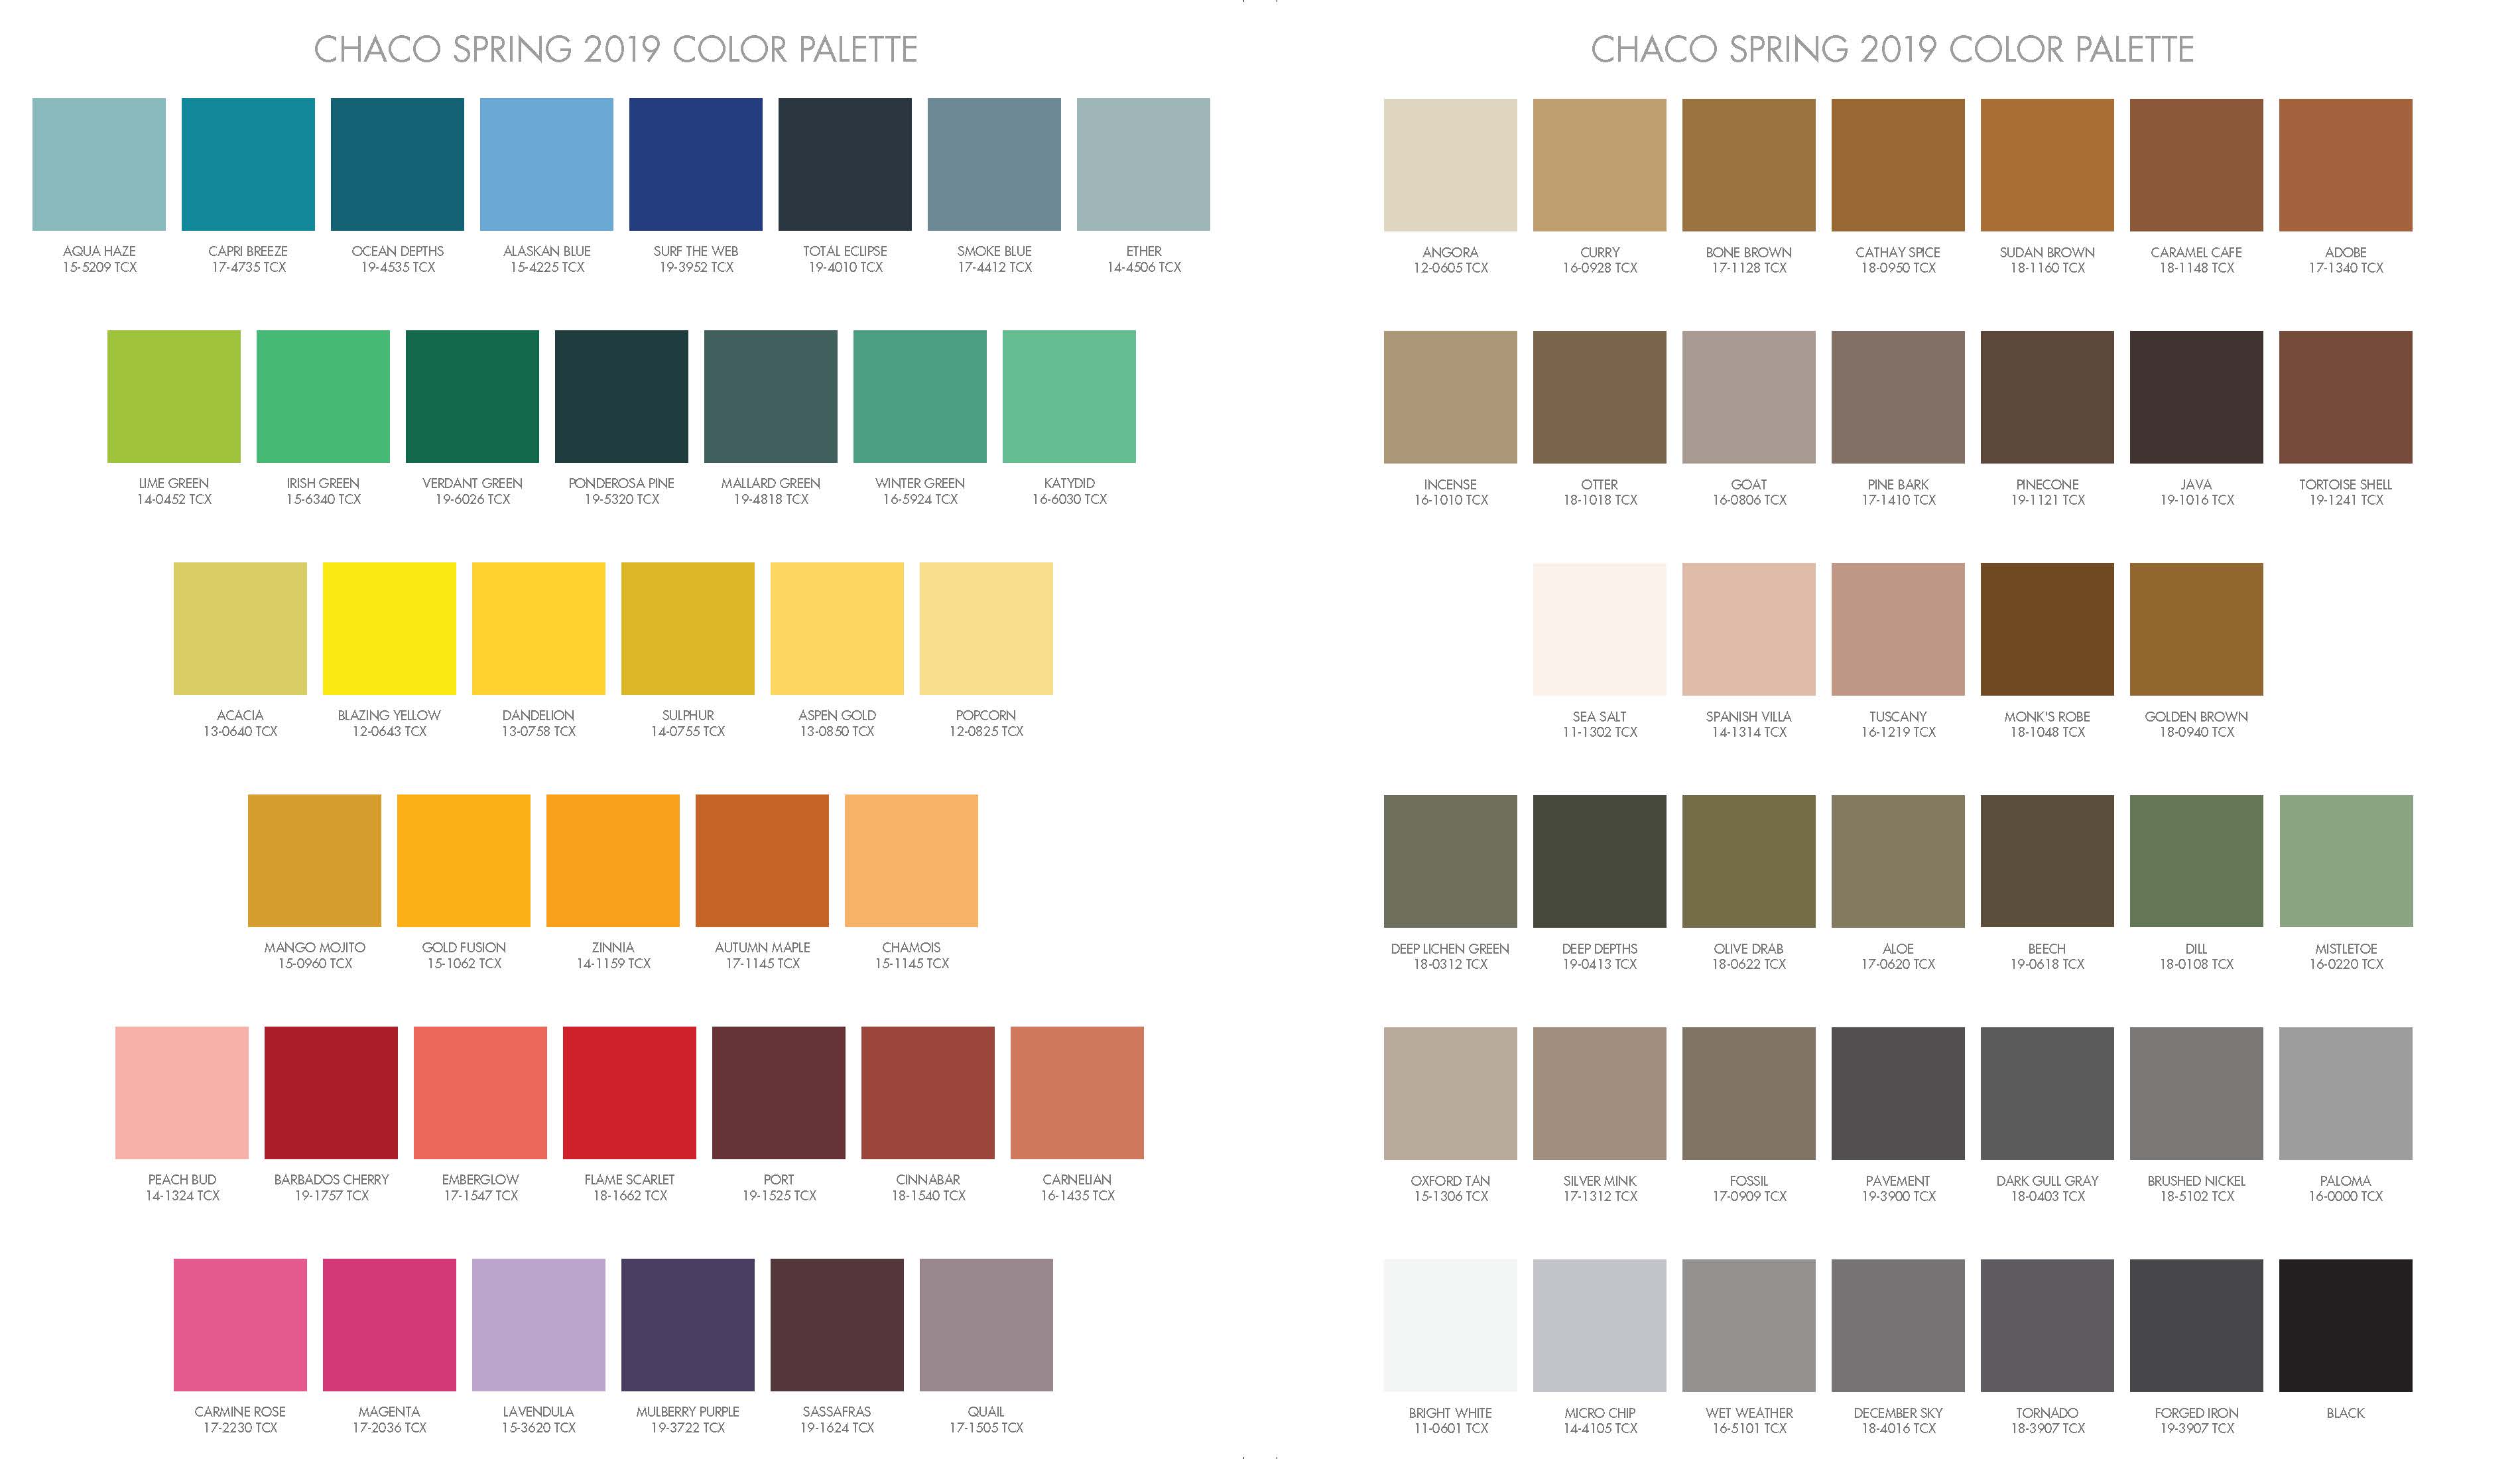 CHACO SPRING 2019 COLOR PALETTE
AQUA HAZE
15-5209 TCX
CAPRI BREEZE
17-4735 TCX
OCEAN DEPTHS
19-4535 TCX
ALASKAN BLUE
15-4225 TCX
SURF THE WEB
19-3952 TCX
TOTAL ECLIPSE
19-4010 TCX
SMOKE BLUE
17-4412 TCX
ETHER
14-4506 TCX
LIME GREEN
14-0452 TCX
IRISH GREEN
15-6340 TCX
VERDANT GREEN
19-6026 TCX
PONDEROSA PINE
19-5320 TCX
MALLARD GREEN
19-4818 TCX
WINTER GREEN
16-5924 TCX
KATYDID
16-6030 TCX
ACACIA
13-0640 TCX
BLAZING YELLOW
12-0643 TCX
DANDELION
13-0758 TCX
SULPHUR
14-0755 TCX
ASPEN GOLD
13-0850 TCX
POPCORN
12-0825 TCX
MANGO MOJITO
15-0960 TCX
GOLD FUSION
15-1062 TCX
ZINNIA
14-1159 TCX
AUTUMN MAPLE
17-1145 TCX
CHAMOIS
15-1145 TCX
PEACH BUD
14-1324 TCX
BARBADOS CHERRY
19-1757 TCX
EMBERGLOW
17-1547 TCX
FLAME SCARLET
18-1662 TCX
PORT
19-1525 TCX
CINNABAR
18-1540 TCX
CARNELIAN
16-1435 TCX
CARMINE ROSE
17-2230 TCX
MAGENTA
17-2036 TCX
LAVENDULA
15-3620 TCX
MULBERRY PURPLE
19-3722 TCX
SASSAFRAS
19-1624 TCX
QUAIL
17-1505 TCX
CHACO SPRING 2019 COLOR PALETTE
ANGORA
12-0605 TCX
CURRY
16-0928 TCX
BONE BROWN
17-1128 TCX
CATHAY SPICE
18-0950 TCX
SUDAN BROWN
18-1160 TCX
CARAMEL CAFE
18-1148 TCX
ADOBE
17-1340 TCX
INCENSE
16-1010 TCX
OTTER
18-1018 TCX
GOAT
16-0806 TCX
PINE BARK
17-1410 TCX
PINECONE
19-1121 TCX
JAVA
19-1016 TCX
TORTOISE SHELL
19-1241 TCX
SEA SALT
11-1302 TCX
SPANISH VILLA
14-1314 TCX
TUSCANY
16-1219 TCX
MONK'S ROBE
18-1048 TCX
GOLDEN BROWN
18-0940 TCX
DEEP LICHEN GREEN
18-0312 TCX
DEEP DEPTHS
19-0413 TCX
OLIVE DRAB
18-0622 TCX
ALOE
17-0620 TCX
BEECH
19-0618 TCX
DILL
18-0108 TCX
MISTLETOE
16-0220 TCX
OXFORD TAN
15-1306 TCX
SILVER MINK
17-1312 TCX
FOSSIL
17-0909 TCX
PAVEMENT
19-3900 TCX
DARK GULL GRAY
18-0403 TCX
BRUSHED NICKEL
18-5102 TCX
PALOMA
16-0000 TCX
BRIGHT WHITE
11-0601 TCX
MICRO CHIP
14-4105 TCX
WET WEATHER
16-5101 TCX
DECEMBER SKY
18-4016 TCX
TORNADO
18-3907 TCX
FORGED IRON
19-3907 TCX
BLACK